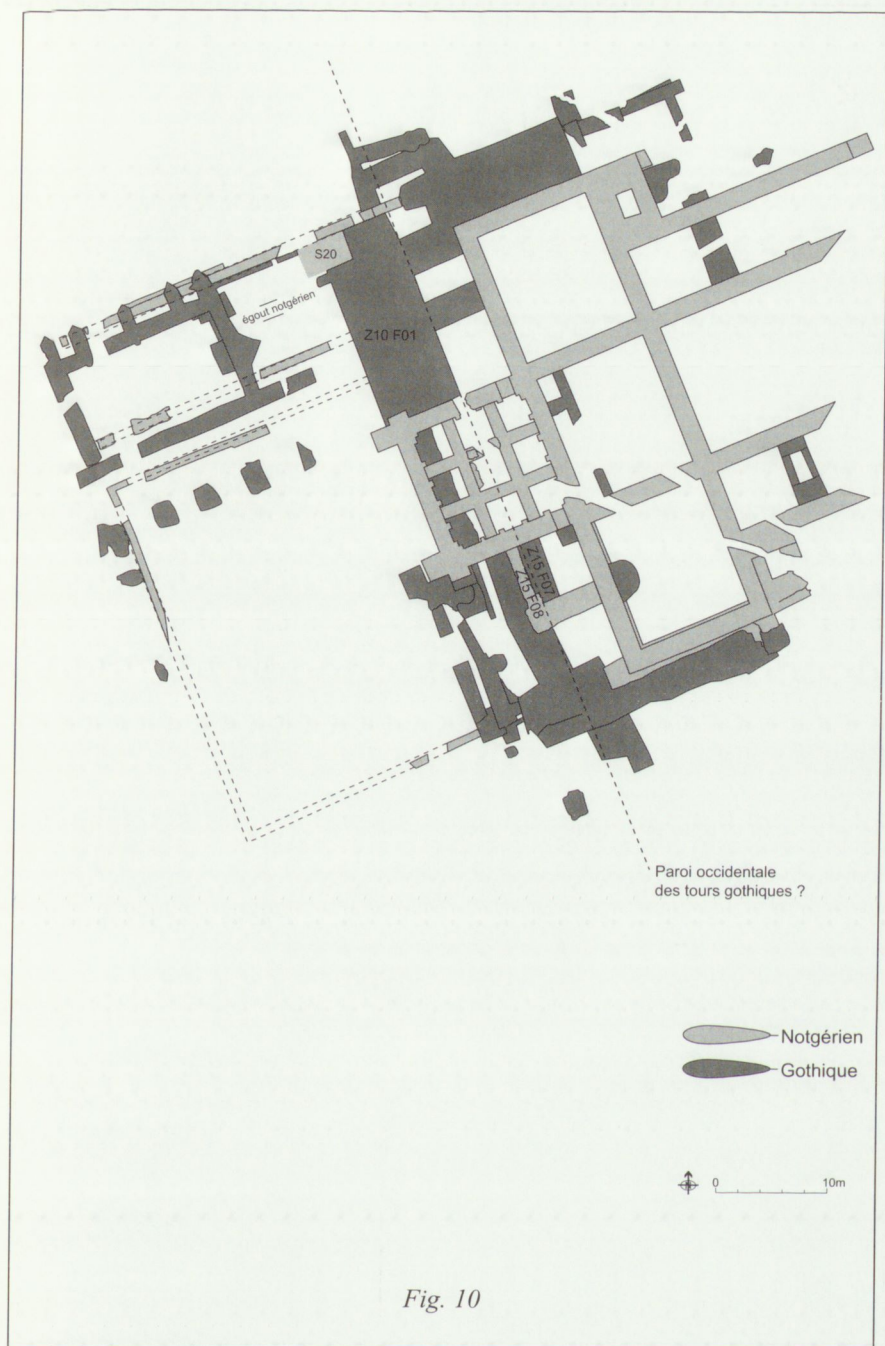 S20
égout notgérien
Z10 F01
Z15 F07
Z15 F08
Paroi occidentale
des tours gothiques ?
Notgérien
Gothique
0 10m
Fig. 10